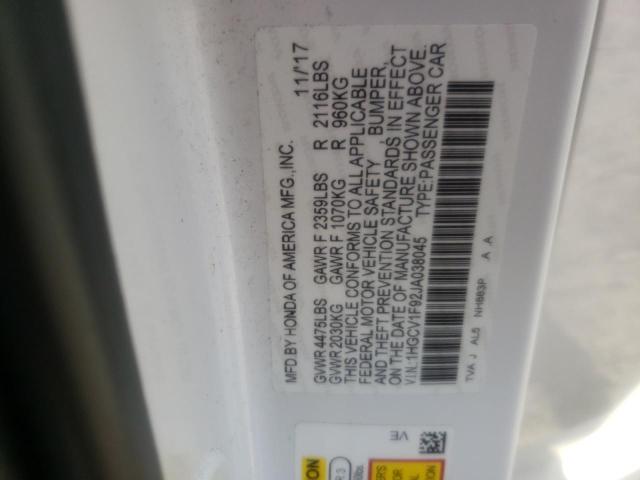 MFD BY HONDA OF AMERICA MFG.,INC. 11/'17
GVWR 4475LBS GAWR F 2359LBS R 2116LBS
GVWR 2030KG GAWR F 1070KG R 960KG
THIS VEHICLE CONFORMS TO ALL APPLICABLE
FEDERAL MOTOR VEHICLE SAFETY , BUMPER,
AND THEFT PREVENTION STANDARDS IN EFFECT
ON THE DATE OF MANUFACTURE SHOWN ABOVE.
V.I.N.:1HGCV1F92JA038045 TYPE:PASSENGER CAR
TVA J AL5 NH883P A A
VE